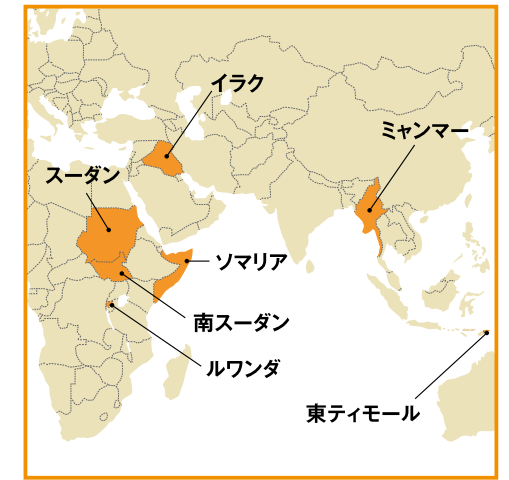 イラク
ミャンマー
スーダン
ソマリア
南スーダン
ルワンダ
東ティモール